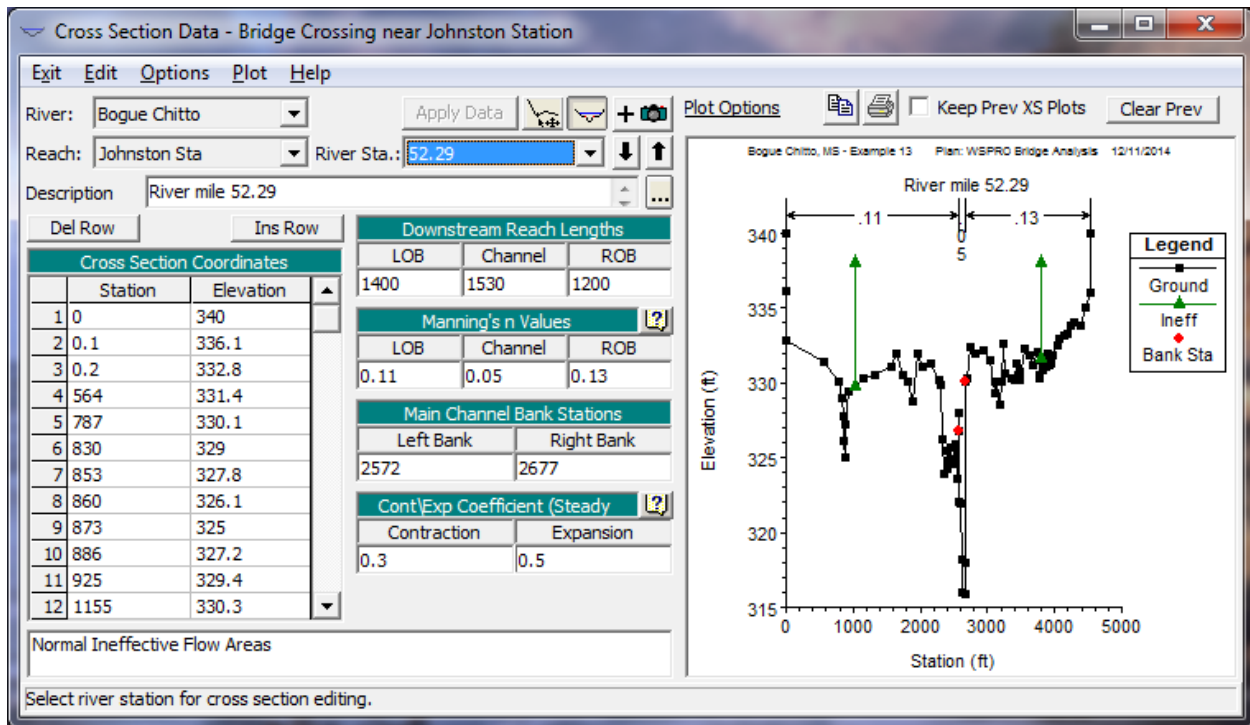 Cross Section Data - Bridge Crossing near Johnston Station
X
Exit Edit Options Plot Help
River: Bogue Chitto Apply Data +
Reach: Johnston Sta River Sta.: 52.29
Description River mile 52.29 ...
Del Row Ins Row
Cross Section Coordinates
Station Elevation
1 0 340
2 0.1 336.1
3 0.2 332.8
4 564 331.4
5 787 330.1
6 830 329
7 853 327.8
8 860 326.1
9 873 325
10 886 327.2
11 925 329.4
12 1155 330.3
Downstream Reach Lengths
LOB Channel ROB
1400 1530 1200
Manning's n Values ?
LOB Channel ROB
0.11 0.05 0.13
Main Channel Bank Stations
Left Bank Right Bank
2572 2677
Cont\Exp Coefficient (Steady ?
Contraction Expansion
0.3 0.5
Normal Ineffective Flow Areas
Select river station for cross section editing.
Plot Options Keep Prev XS Plots Clear Prev
Bogue Chitto, MS - Example 13 Plan: WSPRO Bridge Analysis 12/11/2014
River mile 52.29
.11 .13
0
5
340
335
330
325
320
315
Elevation (ft)
0 1000 2000 3000 4000 5000
Station (ft)
Legend
Ground
Ineff
Bank Sta